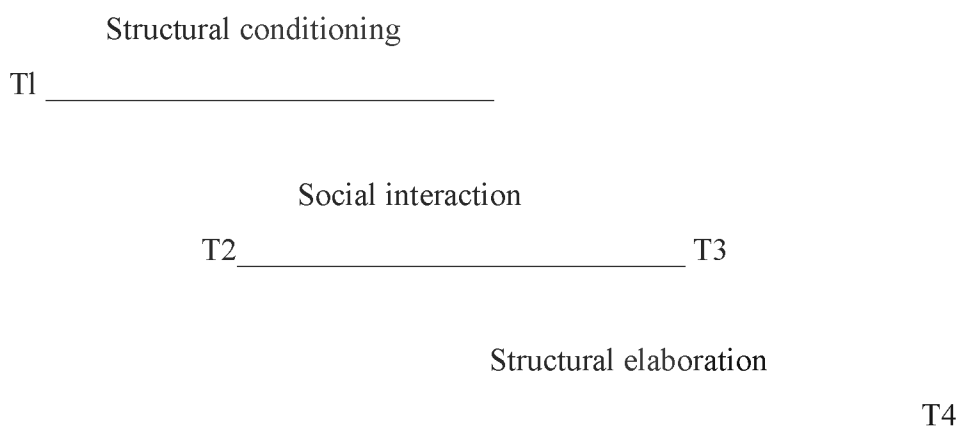 Structural conditioning
Tl
Social interaction
T2 T3
Structural elaboration
T4